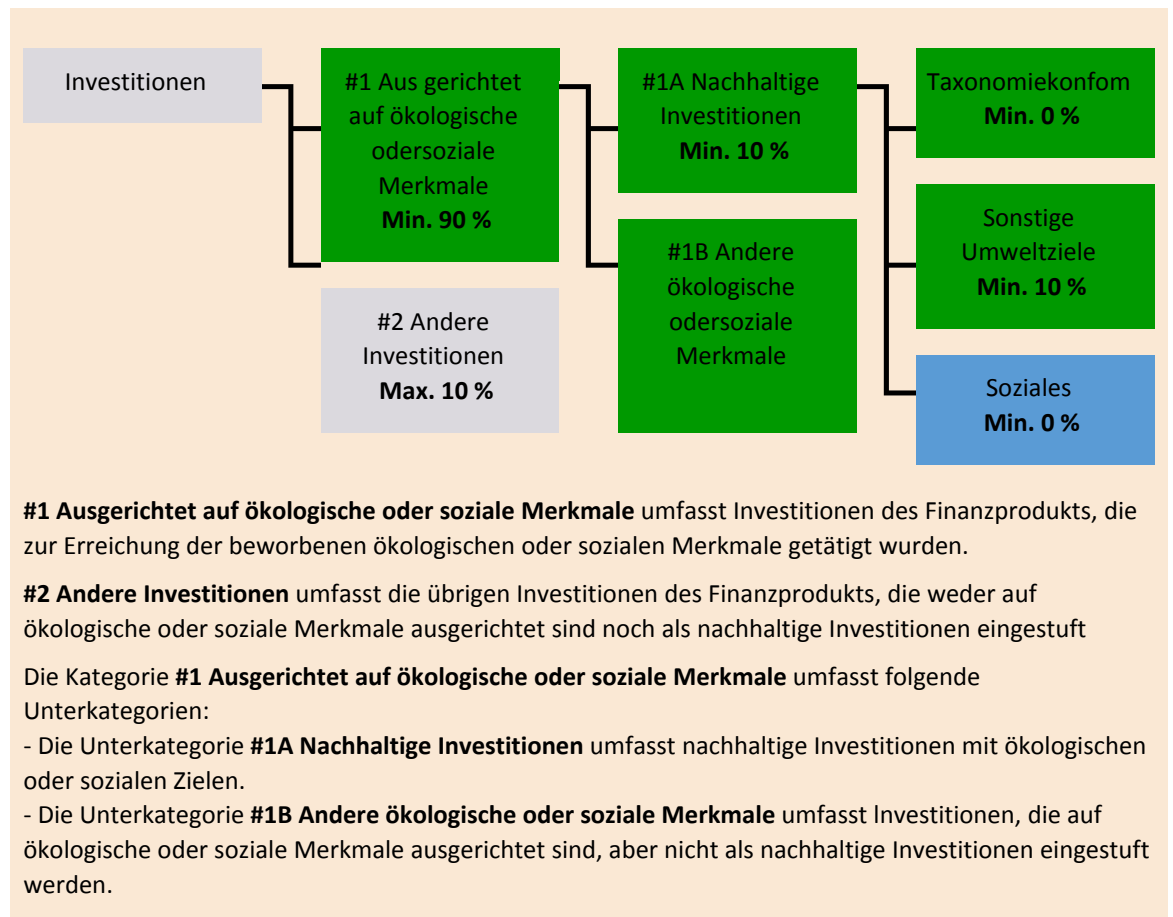 Investitionen
#1 Aus gerichtet
auf ökologische
odersoziale
Merkmale
Min. 90 %
#2 Andere
Investitionen
Max. 10 %
#1A Nachhaltige
Investitionen
Min. 10 %
#1B Andere
ökologische
odersoziale
Merkmale
Taxonomiekonfom
Min. 0 %
Sonstige
Umweltziele
Min. 10 %
Soziales
Min. 0 %
#1 Ausgerichtet auf ökologische oder soziale Merkmale umfasst Investitionen des Finanzprodukts, die
zur Erreichung der beworbenen ökologischen oder sozialen Merkmale getätigt wurden.
#2 Andere Investitionen umfasst die übrigen Investitionen des Finanzprodukts, die weder auf
ökologische oder soziale Merkmale ausgerichtet sind noch als nachhaltige Investitionen eingestuft
Die Kategorie #1 Ausgerichtet auf ökologische oder soziale Merkmale umfasst folgende
Unterkategorien:
- Die Unterkategorie #1A Nachhaltige Investitionen umfasst nachhaltige Investitionen mit ökologischen
oder sozialen Zielen.
- Die Unterkategorie #1B Andere ökologische oder soziale Merkmale umfasst lnvestitionen, die auf
ökologische oder soziale Merkmale ausgerichtet sind, aber nicht als nachhaltige Investitionen eingestuft
werden.